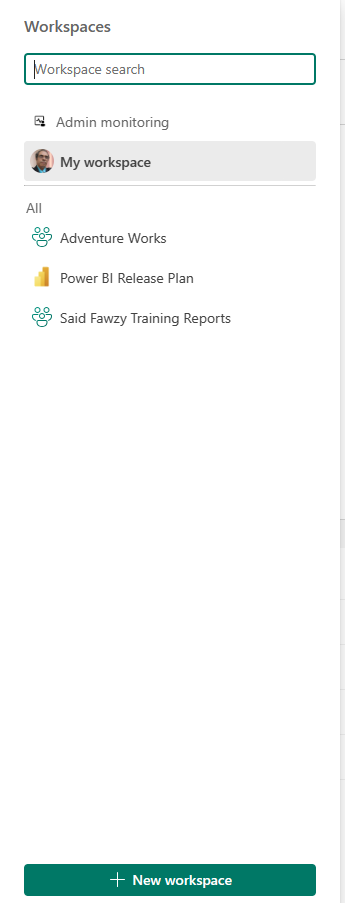 Workspaces
Workspace search
Admin monitoring
My workspace
All
Adventure Works
Power BI Release Plan
Said Fawzy Training Reports
New workspace